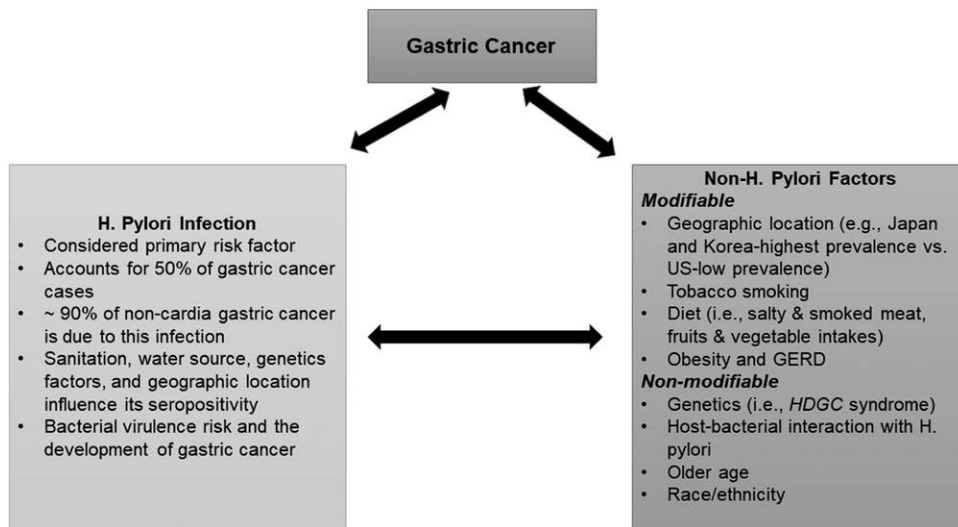 Gastric Cancer
H. Pylori Infection
• Considered primary risk factor
• Accounts for 50% of gastric cancer
cases
• ~ 90% of non-cardia gastric cancer
is due to this infection
• Sanitation, water source, genetics
factors, and geographic location
influence its seropositivity
• Bacterial virulence risk and the
development of gastric cancer
Non-H. Pylori Factors
Modifiable
• Geographic location (e.g., Japan
and Korea-highest prevalence vs.
US-low prevalence)
• Tobacco smoking
• Diet (i.e., salty & smoked meat,
fruits & vegetable intakes)
• Obesity and GERD
Non-modifiable
• Genetics (i.e., HDGC syndrome)
• Host-bacterial interaction with H.
pylori
• Older age
• Race/ethnicity